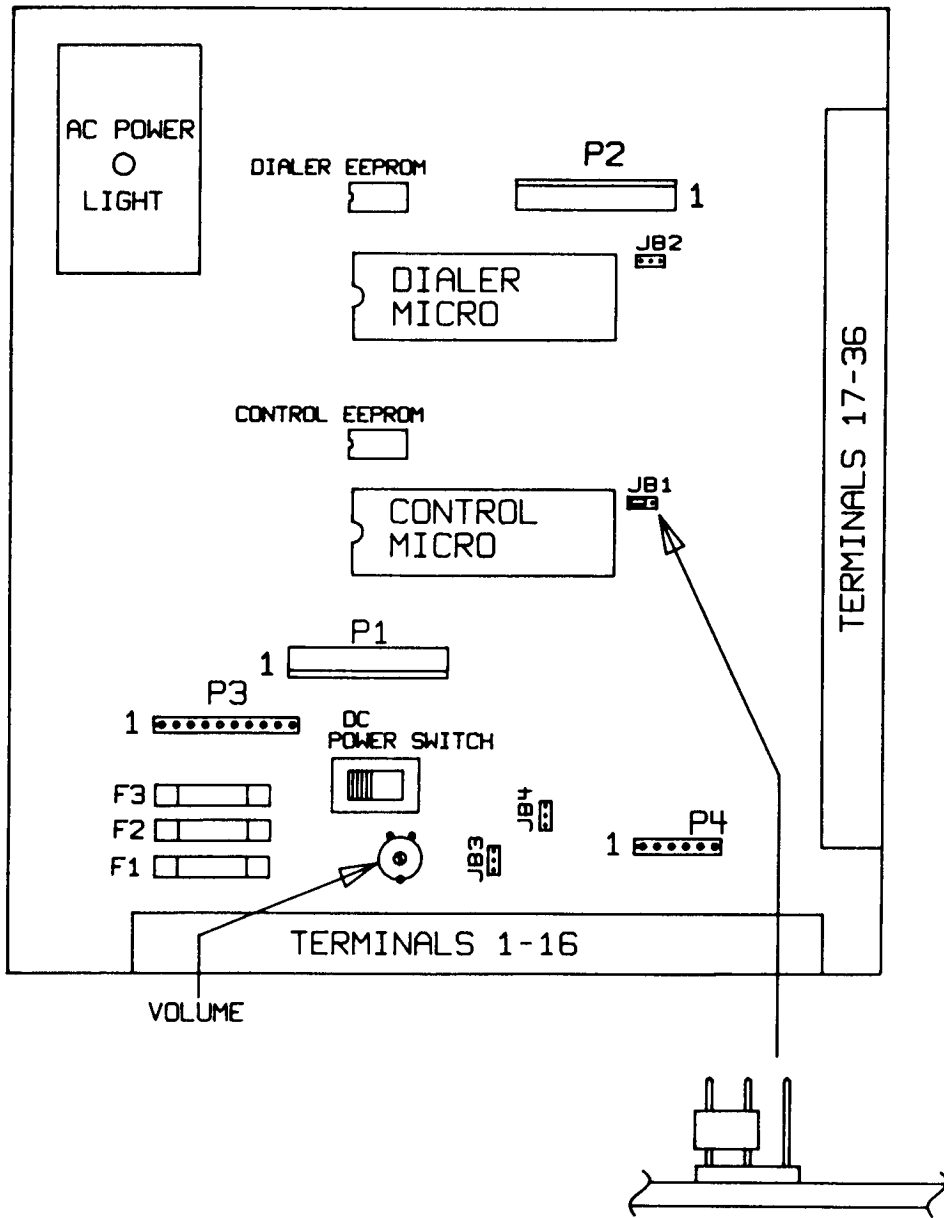 AC POWER
LIGHT
DIALER EEPROM
P2
1
JB2
DIALER
MICRO
CONTROL EEPROM
JB1
CONTROL
MICRO
TERMINALS 17-36
P1
1
P3
1
DC
POWER SWITCH
F3
F2
F1
JB4
JB3
P4
1
TERMINALS 1-16
VOLUME